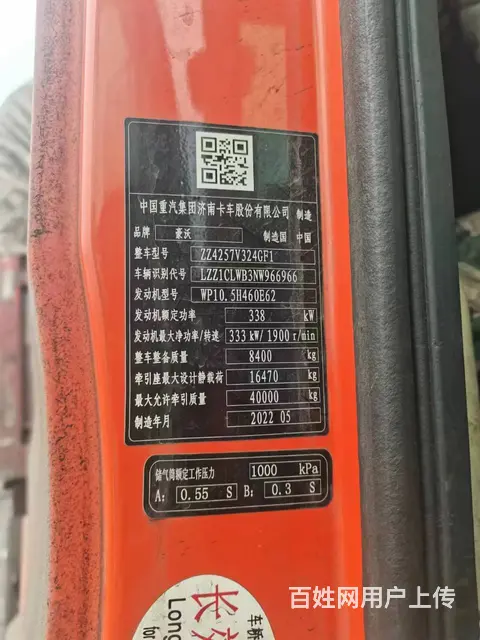 中国重汽集团济南卡车股份有限公司 制造
品牌 豪沃 制造国 中国
整车型号 ZZ4257V324GF1
车辆识别代号 LZZ1CLWB3NW966966
发动机型号 WP10.5H460E62
发动机额定功率 338 kW
发动机最大净功率/转速 333 kW/ 1900 r/min
整车整备质量 8400 kg
牵引座最大设计静载荷 16470 kg
最大允许牵引质量 40000 kg
制造年月 2022 05
储气筒额定工作压力 1000 kPa
A: 0.55 S B: 0.3 S
长
Long
for
车桥
百姓网用户上传